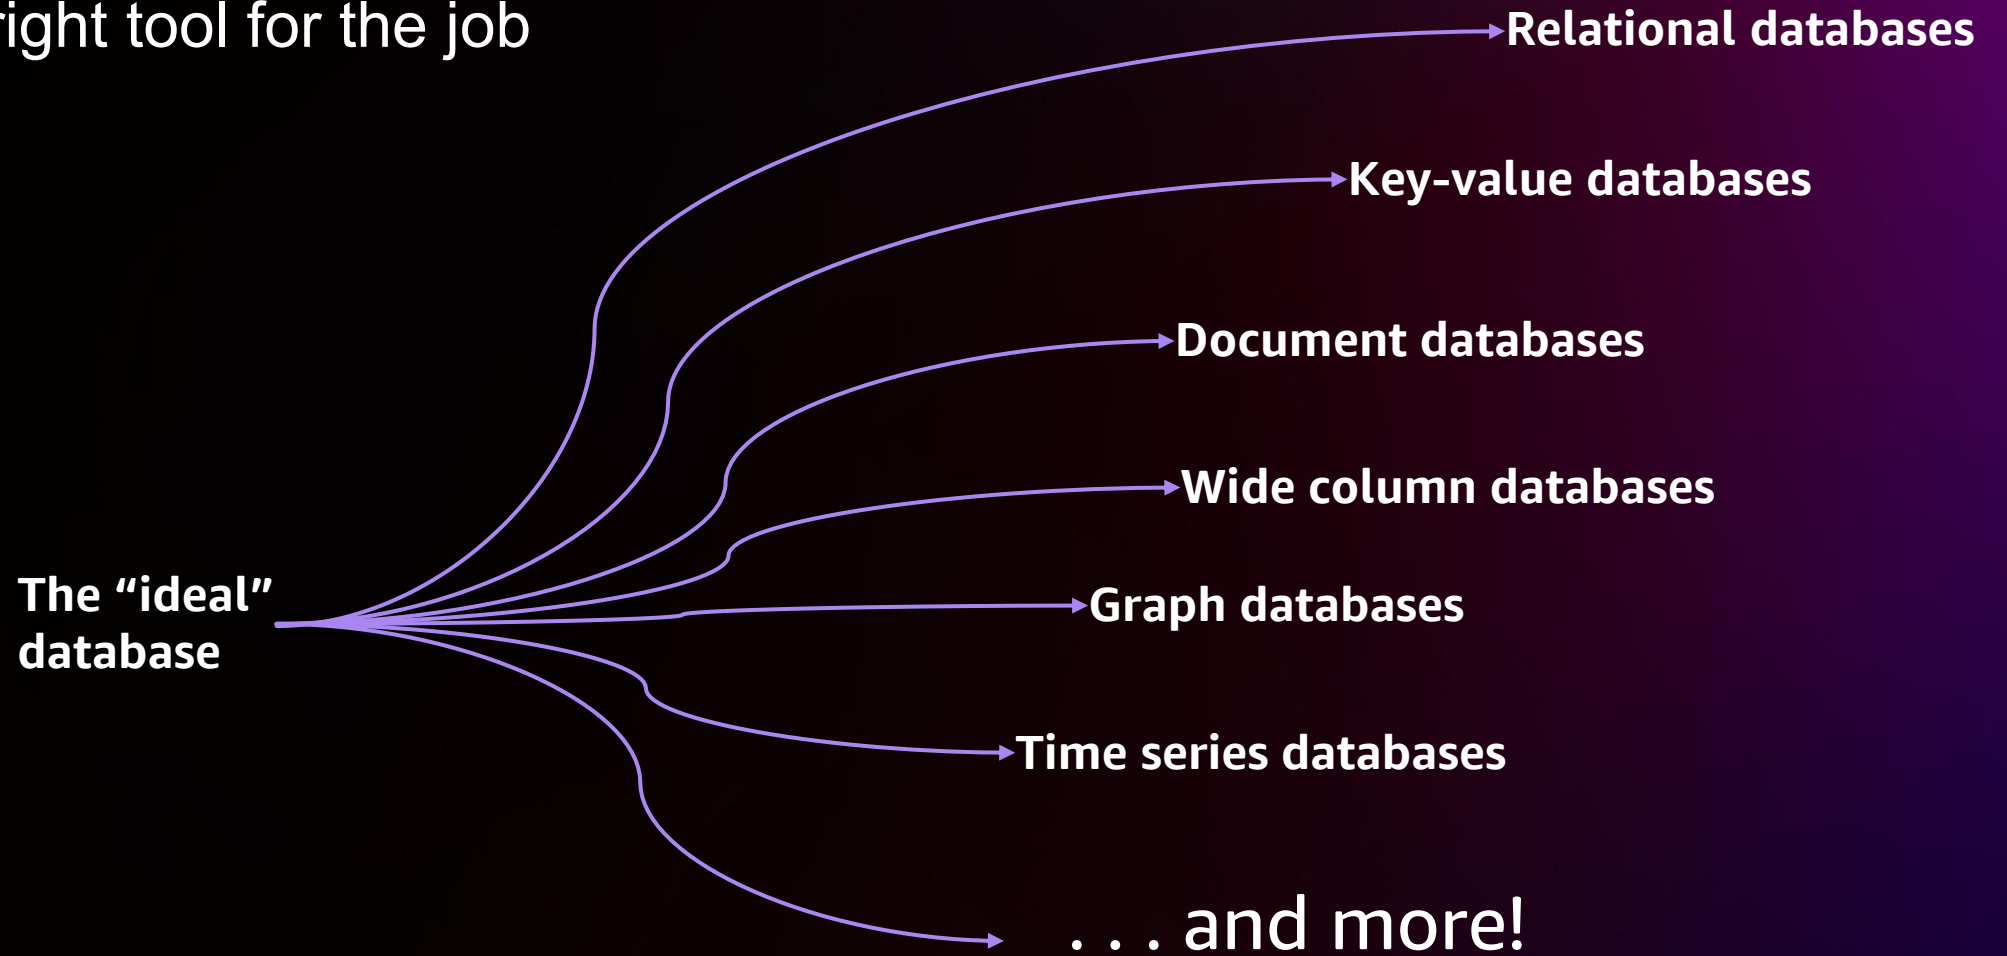 right tool for the job
Relational databases
Key-value databases
Document databases
Wide column databases
The “ideal”
database
Graph databases
Time series databases
. . . and more!